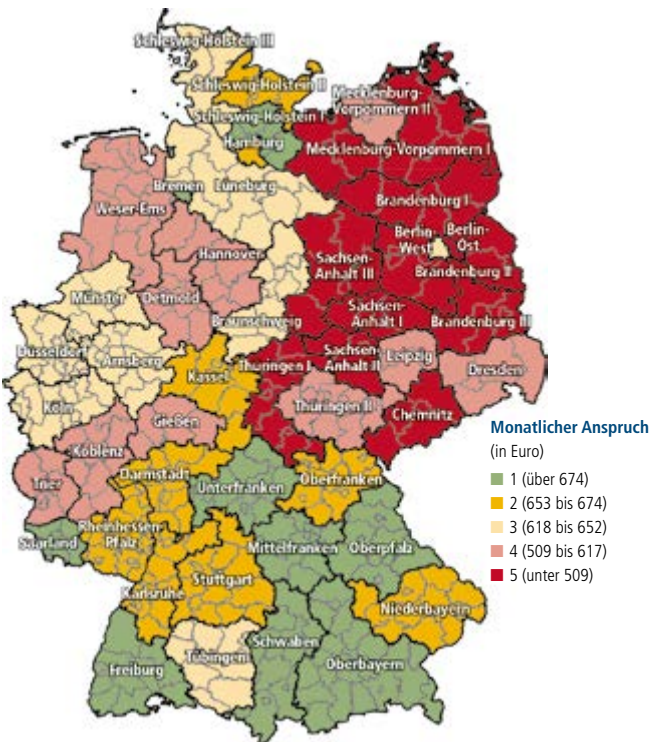 Schleswig-Holstein III
Schleswig-Holstein II
Mecklenburg-
Vorpommern II
Schleswig-Holstein I
Hamburg
Mecklenburg-Vorpommern I
Bremen
Lüneburg
Weser-Ems
Brandenburg I
Berlin-
West
Berlin-
Ost
Hannover
Sachsen-
Anhalt III
Brandenburg II
Münster
Detmold
Braunschweig
Sachsen-
Anhalt I
Brandenburg III
Düsseldorf
Arnsberg
Kassel
Thüringen I
Sachsen-
Anhalt II
Leipzig
Dresden
Köln
Gießen
Thüringen II
Chemnitz
Koblenz
Trier
Darmstadt
Unterfranken
Oberfranken
Rheinhessen-
Pfalz
Saarland
Mittelfranken
Oberpfalz
Karlsruhe
Stuttgart
Niederbayern
Schwaben
Tübingen
Freiburg
Oberbayern
Monatlicher Anspruch
(in Euro)
1 (über 674)
2 (653 bis 674)
3 (618 bis 652)
4 (509 bis 617)
5 (unter 509)